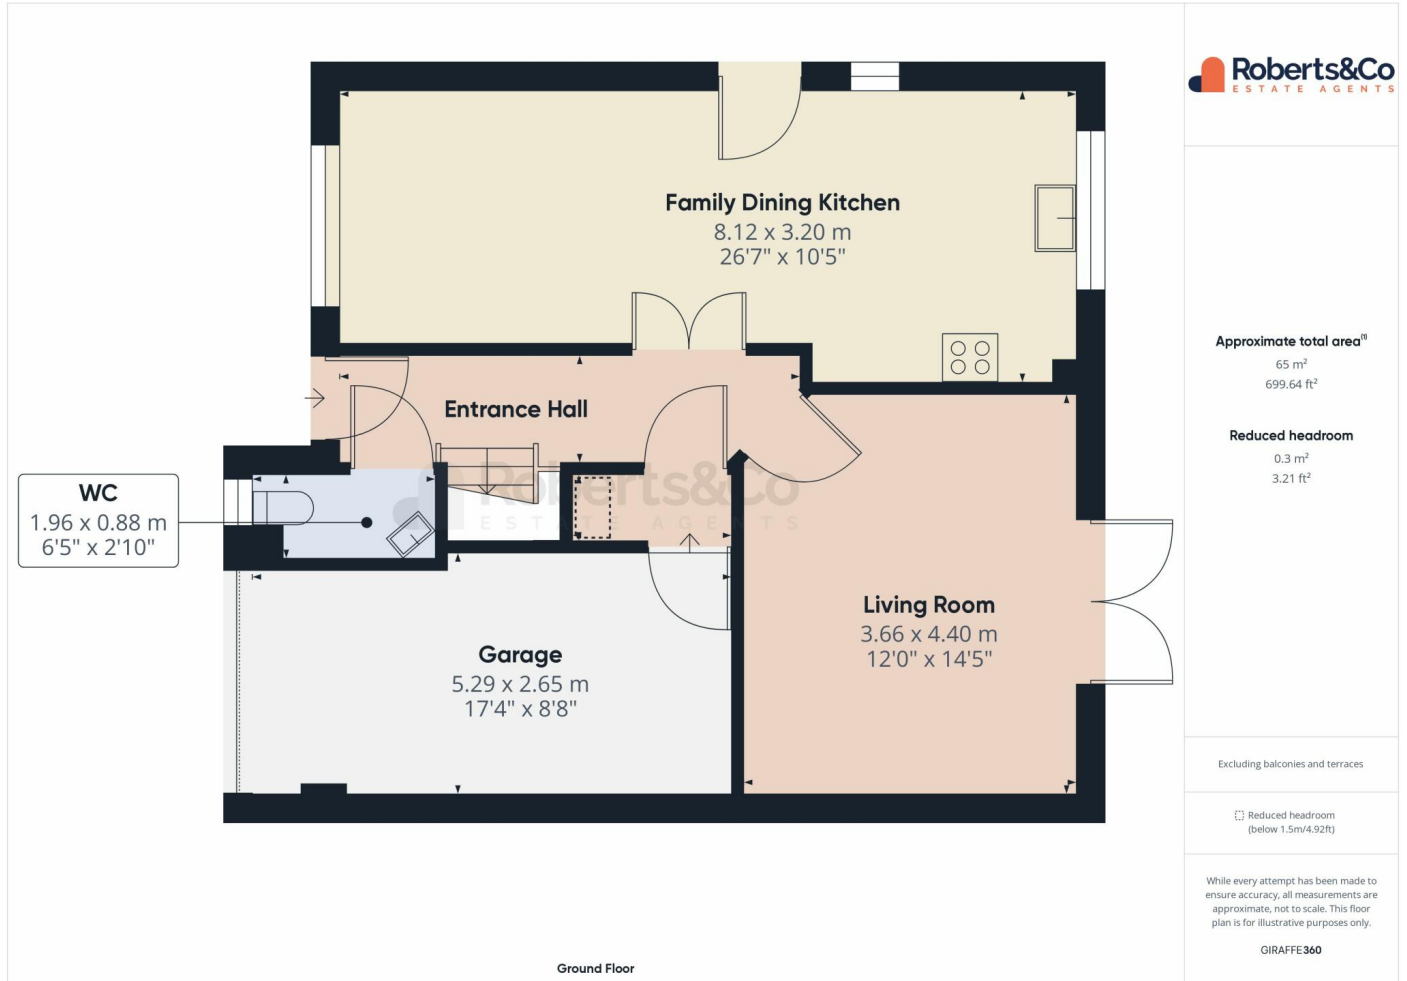 Family Dining Kitchen
8.12 x 3.20 m
26'7" x 10'5"
Entrance Hall
Roberts&Co
ESTATE AGENTS
WC
1.96 x 0.88 m
6'5" x 2'10"
Living Room
3.66 x 4.40 m
12'0" x 14'5"
Garage
5.29 x 2.65 m
17'4" x 8'8"
Ground Floor
Roberts&Co
ESTATE AGENTS
Approximate total area(1)
65 m²
699.64 ft²
Reduced headroom
0.3 m²
3.21 ft²
Excluding balconies and terraces
Reduced headroom
(below 1.5m/4.92ft)
While every attempt has been made to
ensure accuracy, all measurements are
approximate, not to scale. This floor
plan is for illustrative purposes only.
GIRAFFE360